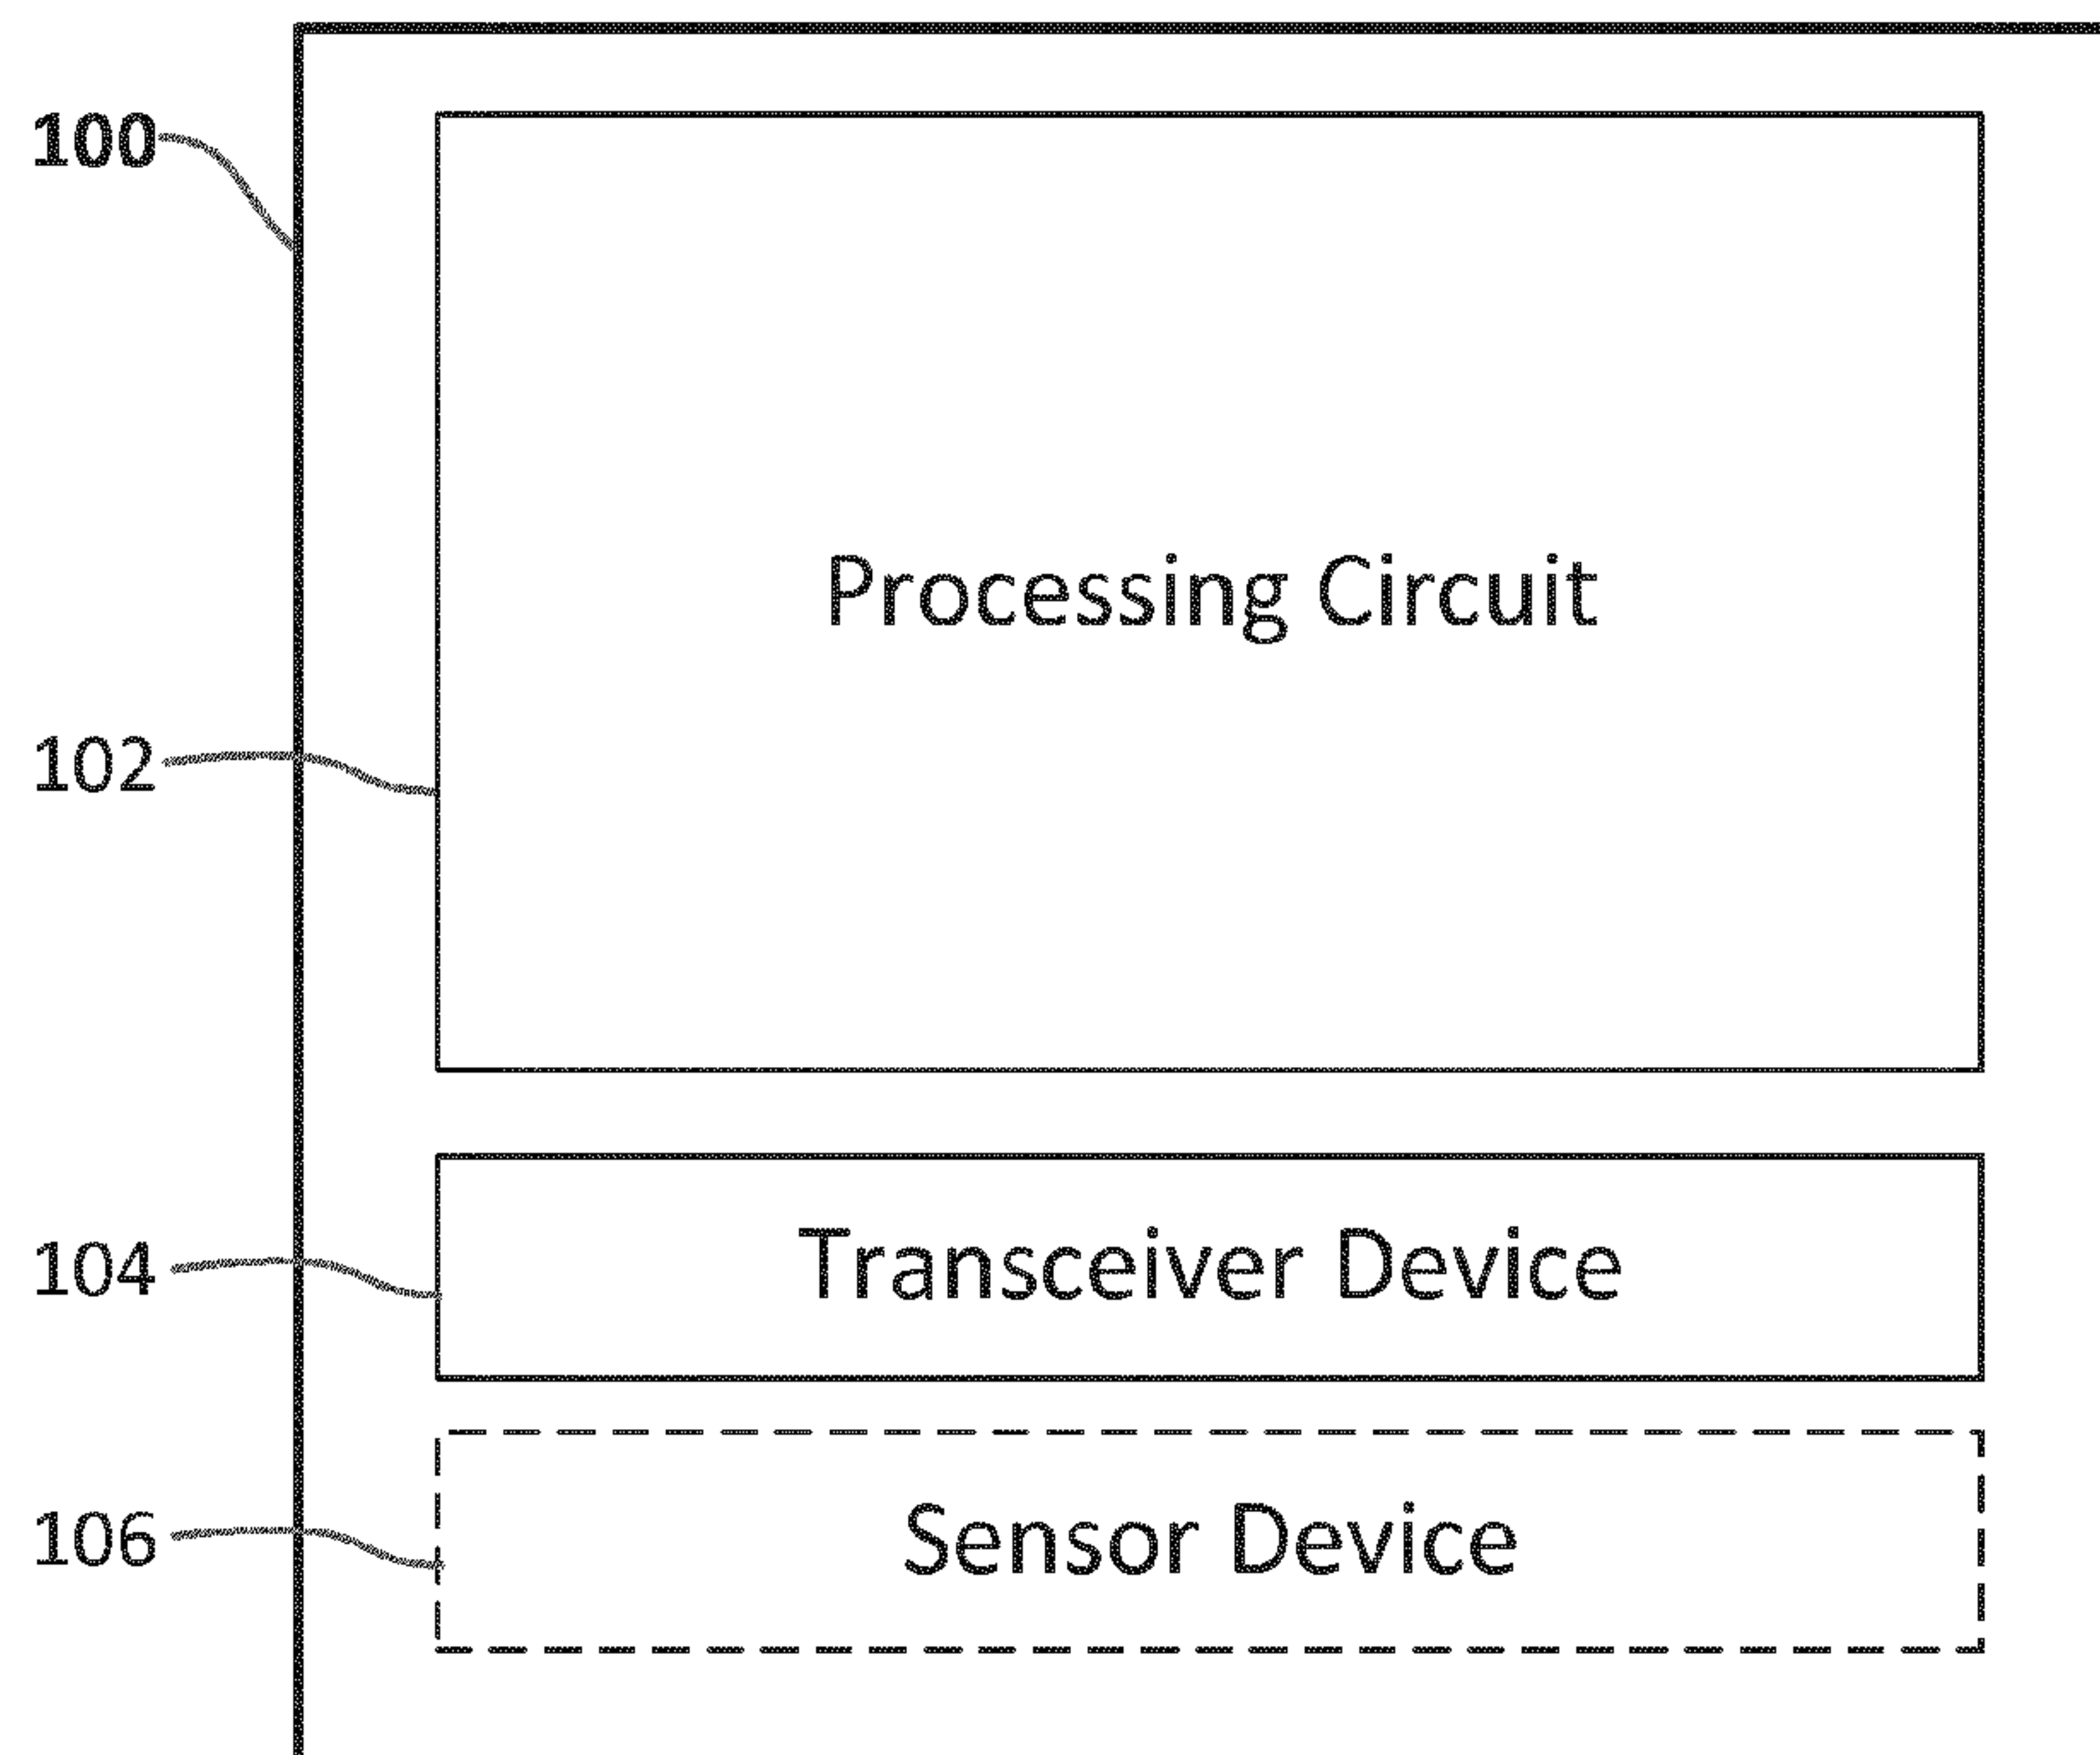 100
Processing Circuit
102
104
Transceiver Device
106
Sensor Device